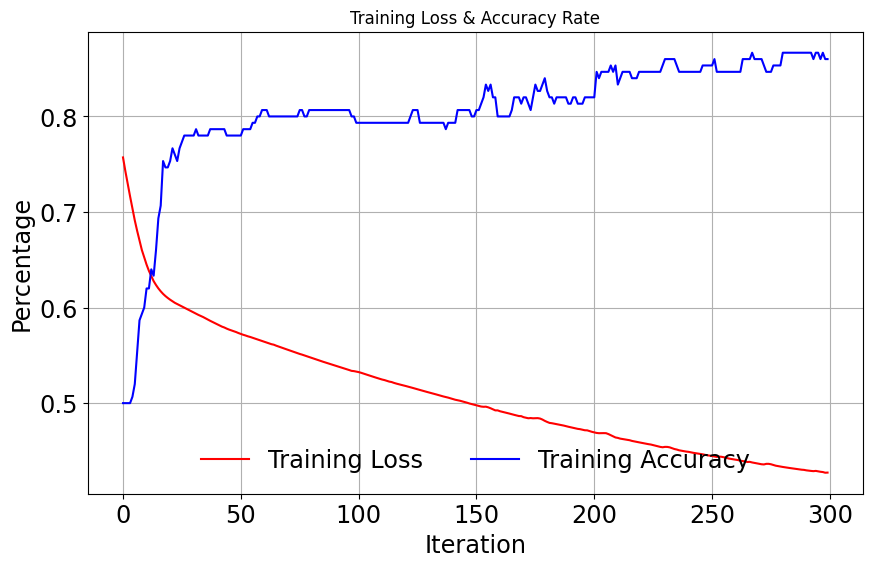 Training Loss & Accuracy Rate
Percentage
0.8
0.7
0.6
0.5
Training Loss
Training Accuracy
0 50 100 150 200 250 300
Iteration